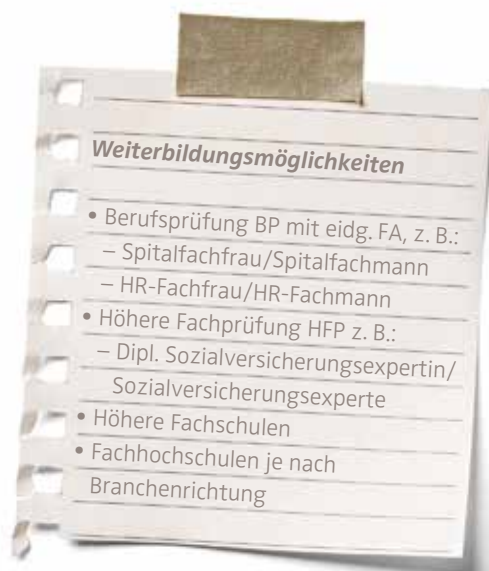 Weiterbildungsmöglichkeiten
• Berufsprüfung BP mit eidg. FA, z. B.:
– Spitalfachfrau/Spitalfachmann
– HR-Fachfrau/HR-Fachmann
• Höhere Fachprüfung HFP z. B.:
– Dipl. Sozialversicherungsexpertin/
Sozialversicherungsexperte
• Höhere Fachschulen
• Fachhochschulen je nach
Branchenrichtung